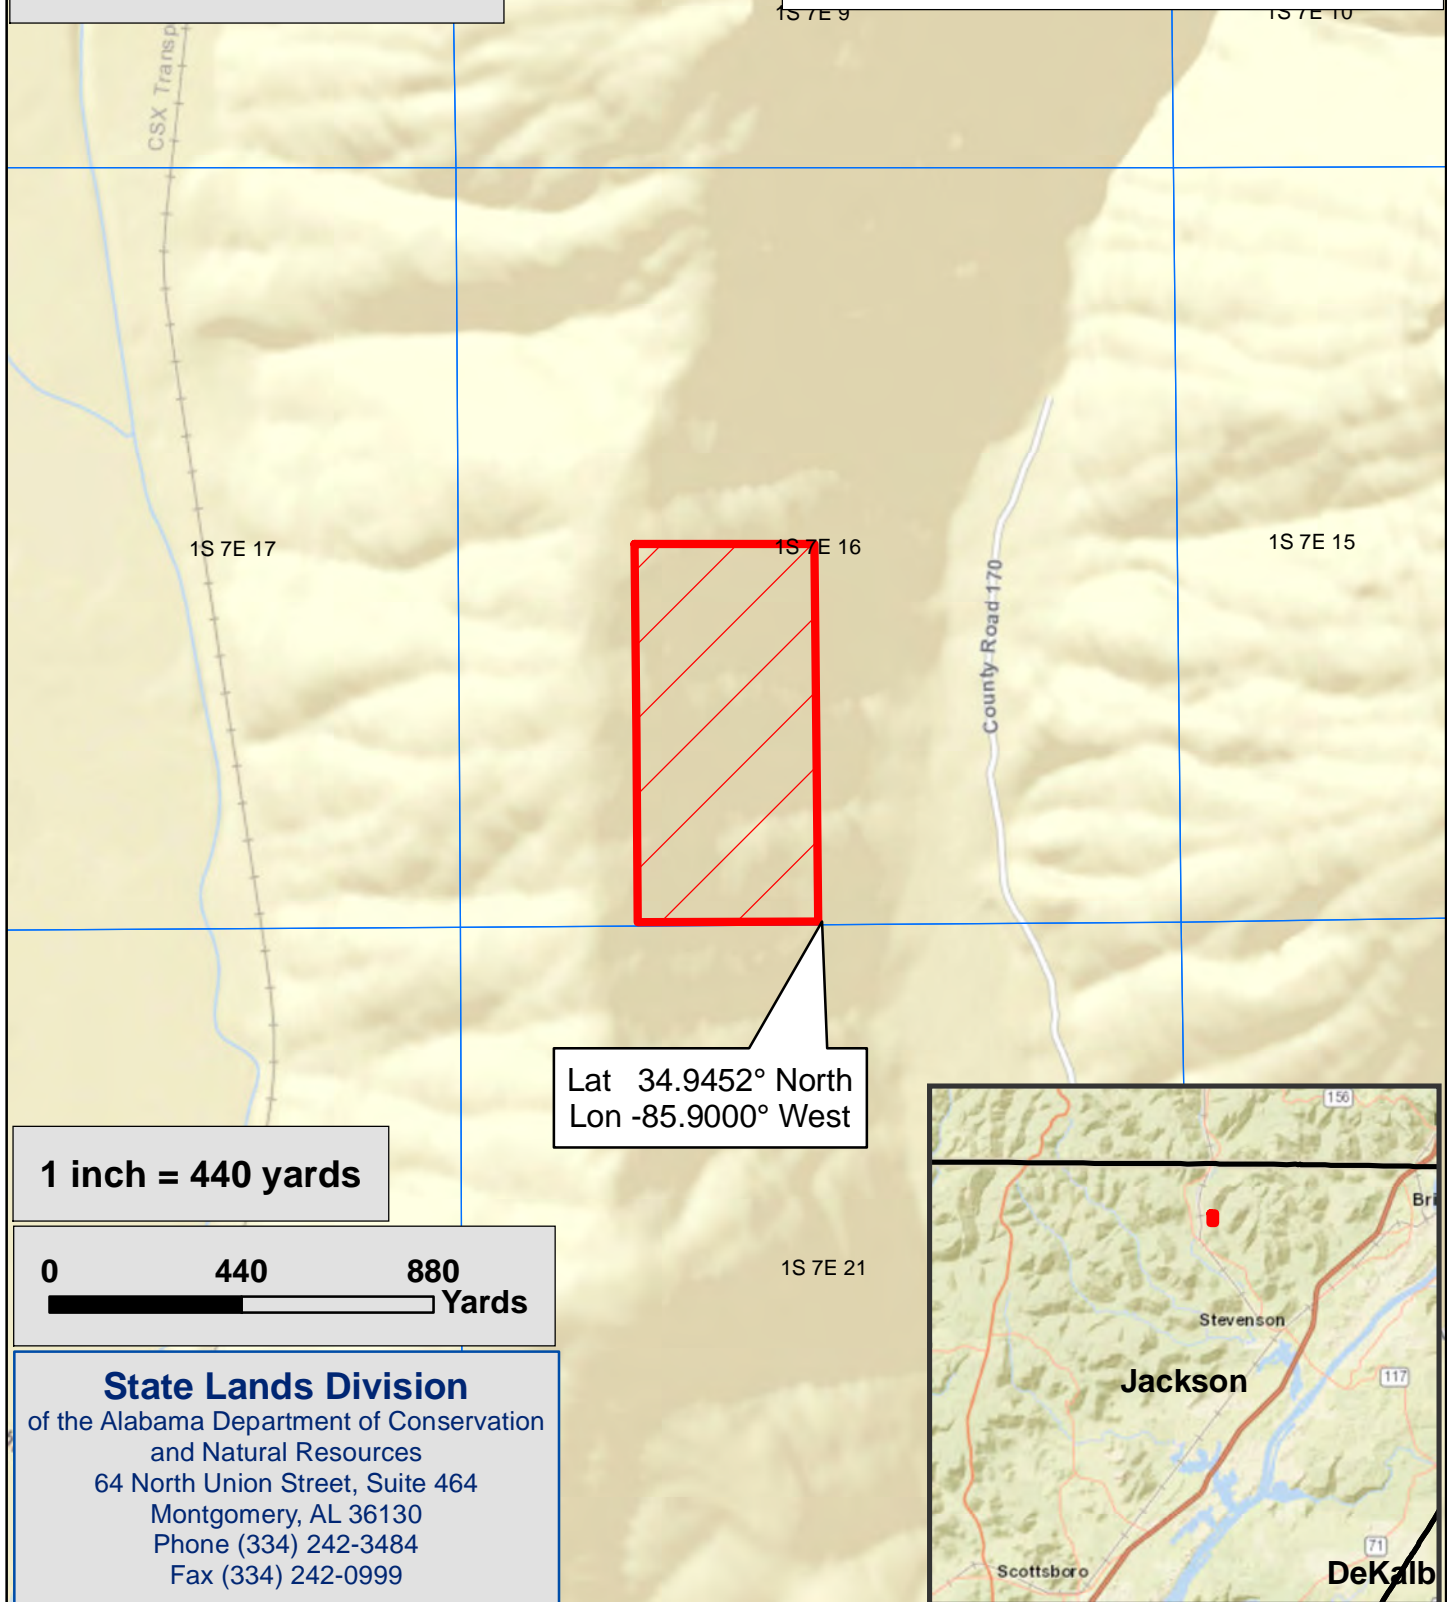 1S 7E 9
1S 7E 10
CSX Transp
1S 7E 17
1S 7E 16
1S 7E 15
County Road 170
Lat 34.9452° North
Lon -85.9000° West
1 inch = 440 yards
0 440 880
Yards
1S 7E 21
State Lands Division
of the Alabama Department of Conservation
and Natural Resources
64 North Union Street, Suite 464
Montgomery, AL 36130
Phone (334) 242-3484
Fax (334) 242-0999
156
Bri
Stevenson
Jackson
117
71
Scottsboro
DeKalb